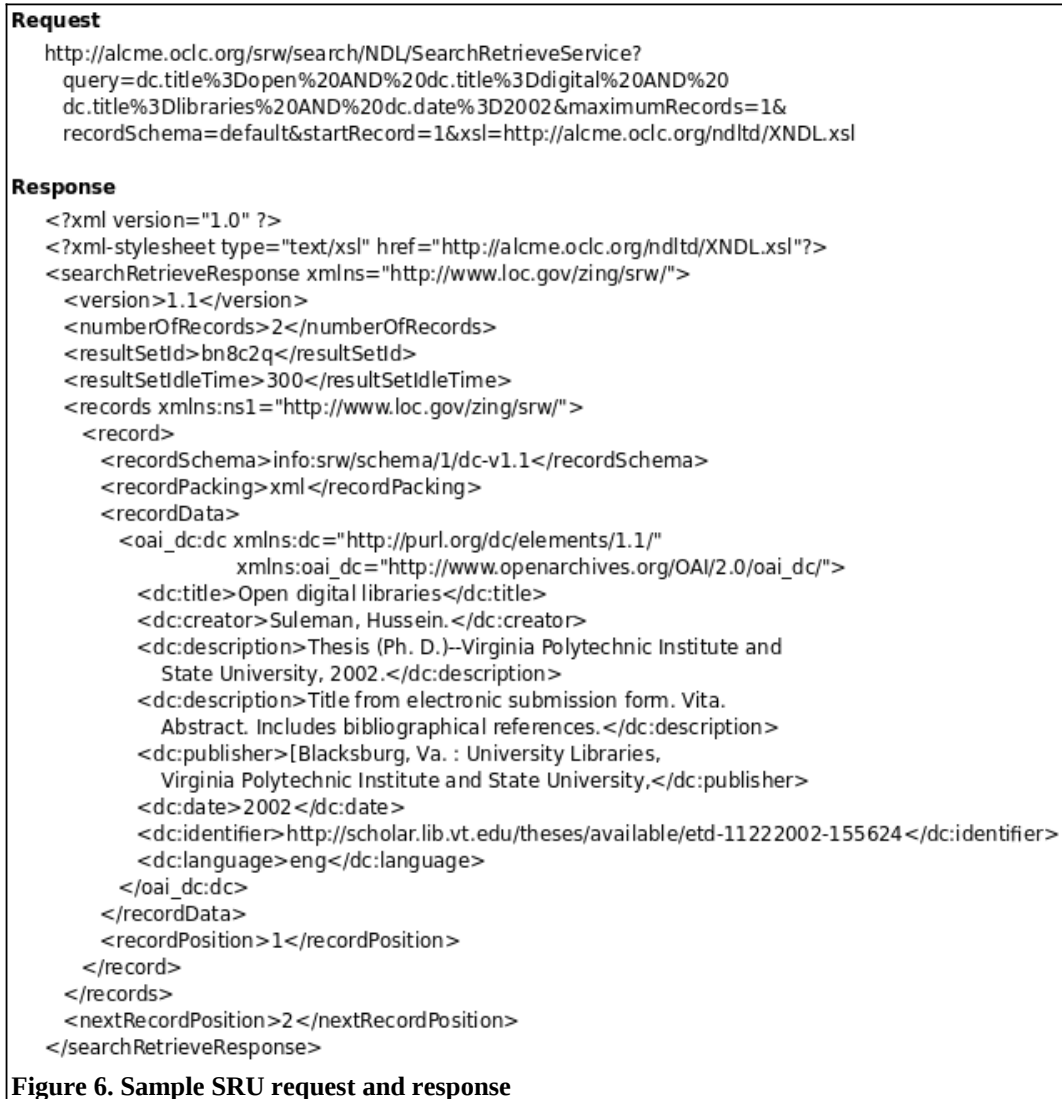 Request
http://alcme.oclc.org/srw/search/NDL/SearchRetrieveService?
query=dc.title%3Dopen%20AND%20dc.title%3Ddigital%20AND%20
dc.title%3Dlibraries%20AND%20dc.date%3D2002&maximumRecords=1&
recordSchema=default&startRecord=1&xsl=http://alcme.oclc.org/ndltd/XNDL.xsl
Response
<?xml version="1.0" ?>
<?xml-stylesheet type="text/xsl" href="http://alcme.oclc.org/ndltd/XNDL.xsl"?>
<searchRetrieveResponse xmlns="http://www.loc.gov/zing/srw/">
<version>1.1</version>
<numberOfRecords>2</numberOfRecords>
<resultSetId>bn8c2q</resultSetId>
<resultSetIdleTime>300</resultSetIdleTime>
<records xmlns:ns1="http://www.loc.gov/zing/srw/">
<record>
<recordSchema>info:srw/schema/1/dc-v1.1</recordSchema>
<recordPacking>xml</recordPacking>
<recordData>
<oai_dc:dc xmlns:dc="http://purl.org/dc/elements/1.1/"
xmlns:oai_dc="http://www.openarchives.org/OAI/2.0/oai_dc/">
<dc:title>Open digital libraries</dc:title>
<dc:creator>Suleman, Hussein.</dc:creator>
<dc:description>Thesis (Ph. D.)--Virginia Polytechnic Institute and
State University, 2002.</dc:description>
<dc:description>Title from electronic submission form. Vita.
Abstract. Includes bibliographical references.</dc:description>
<dc:publisher>[Blacksburg, Va. : University Libraries,
Virginia Polytechnic Institute and State University,</dc:publisher>
<dc:date>2002</dc:date>
<dc:identifier>http://scholar.lib.vt.edu/theses/available/etd-11222002-155624</dc:identifier>
<dc:language>eng</dc:language>
</oai_dc:dc>
</recordData>
<recordPosition>1</recordPosition>
</record>
</records>
<nextRecordPosition>2</nextRecordPosition>
</searchRetrieveResponse>
Figure 6. Sample SRU request and response